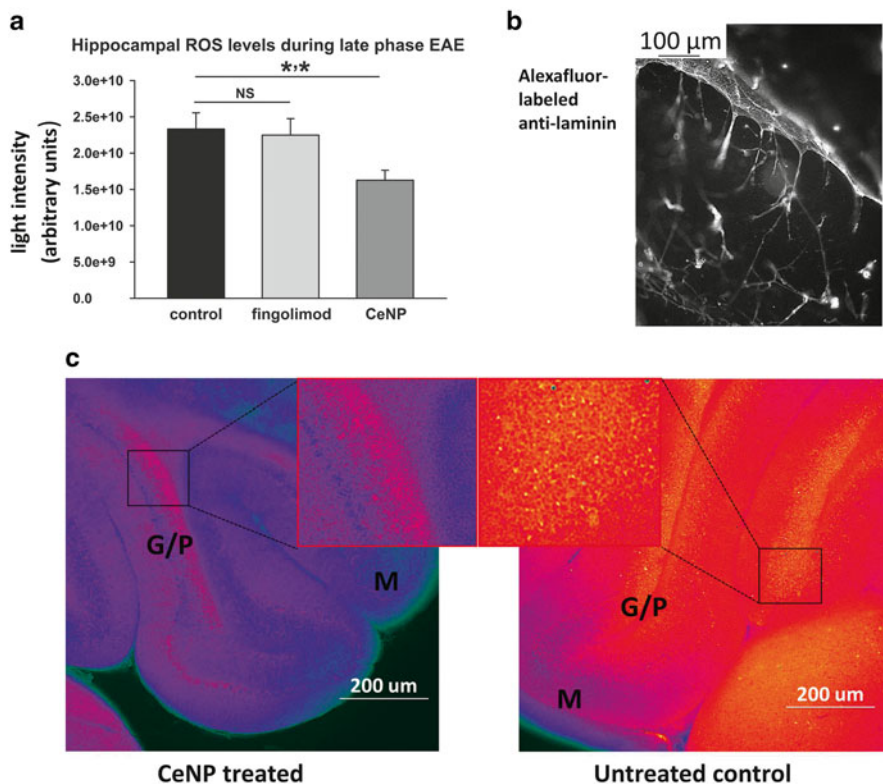 a
Hippocampal ROS levels during late phase EAE
*,*
NS
3.0e+10
2.5e+10
2.0e+10
1.5e+10
1.0e+10
5.0e+9
0.0
light intensity
(arbitrary units)
control fingolimod CeNP
b
100 µm
Alexafluor-
labeled
anti-laminin
c
G/P
M
200 um
CeNP treated
G/P
M
200 um
Untreated control